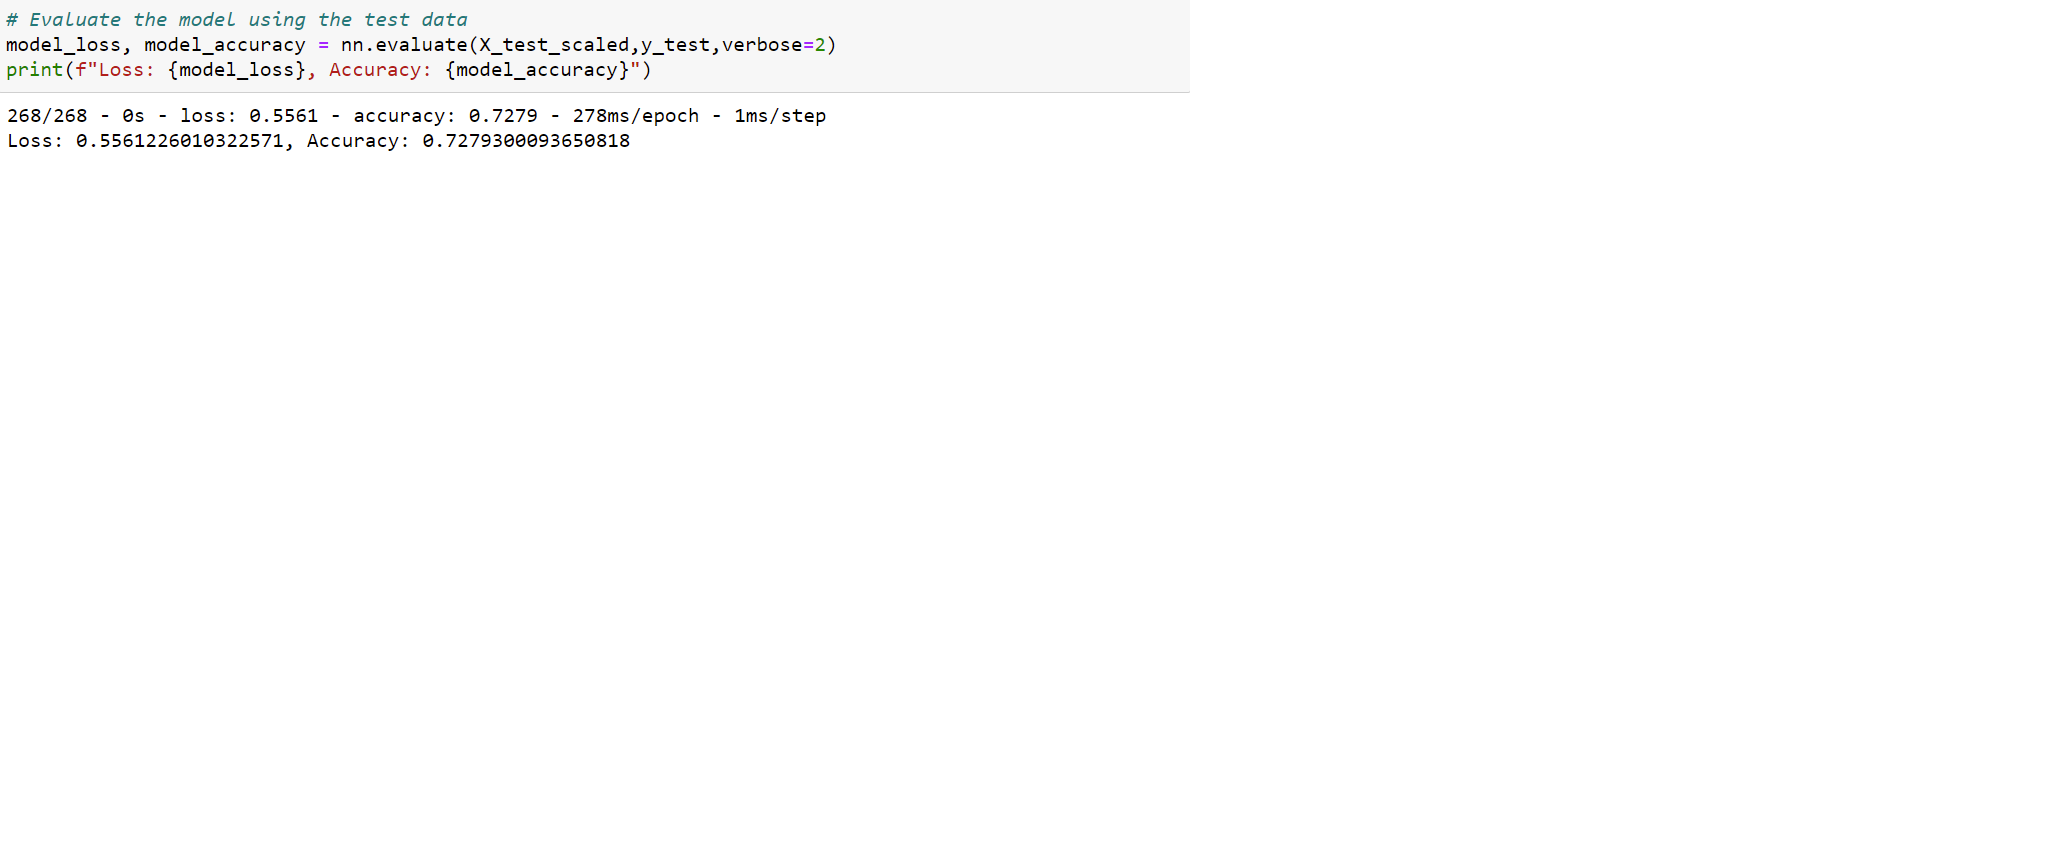 # Evaluate the model using the test data
model_loss, model_accuracy = nn.evaluate(X_test_scaled,y_test,verbose=2)
print(f"Loss: {model_loss}, Accuracy: {model_accuracy}")
268/268 - 0s - loss: 0.5561 - accuracy: 0.7279 - 278ms/epoch - 1ms/step
Loss: 0.5561226010322571, Accuracy: 0.7279300093650818